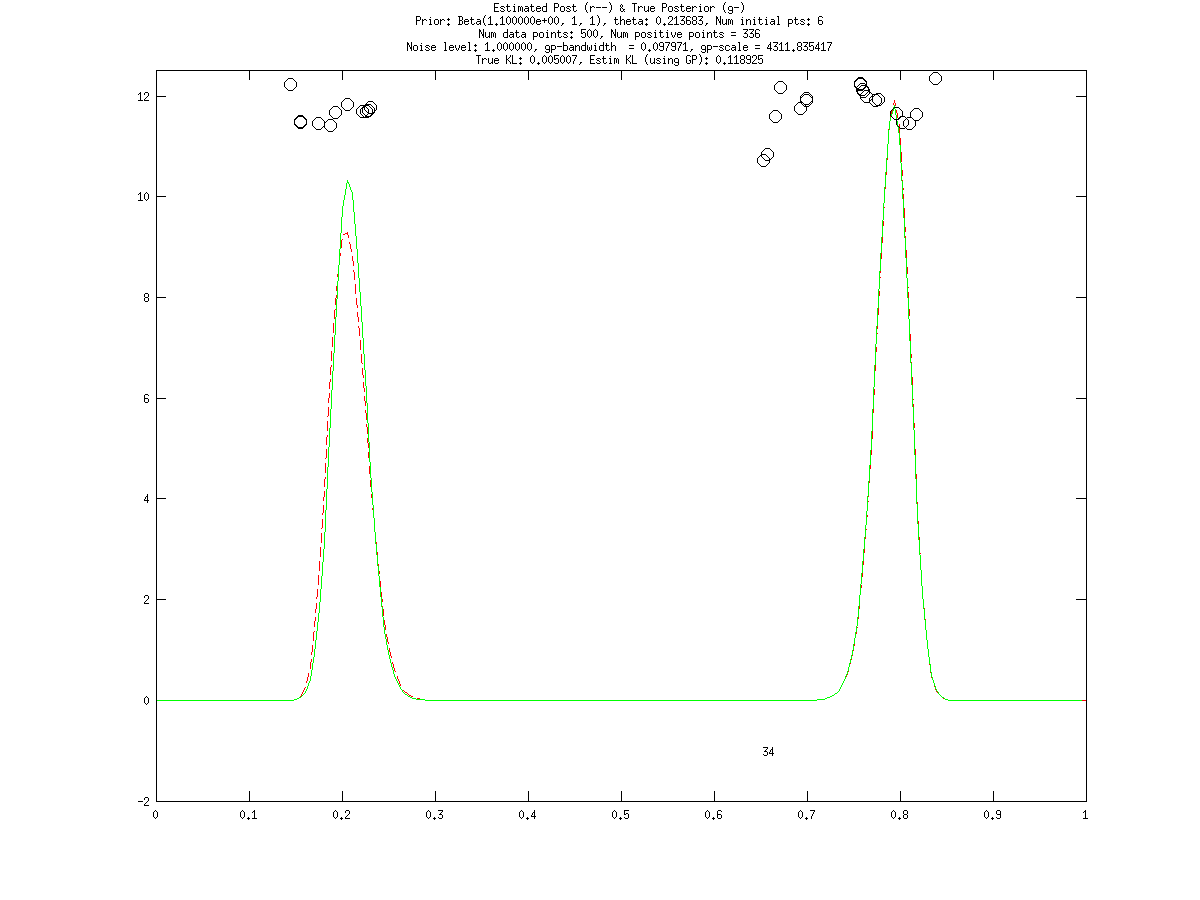 Estimated Post (r--) & True Posterior (g-)
Prior: Beta(1.100000e+00, 1, 1), theta: 0.213683, Num initial pts: 6
Num data points: 500, Num positive points = 336
Noise level: 1.000000, gp-bandwidth  = 0.097971, gp-scale = 4311.835417
True KL: 0.005007, Estim KL (using GP): 0.118925
12
10
8
6
4
2
0
34
-2
0 0.1 0.2 0.3 0.4 0.5 0.6 0.7 0.8 0.9 1